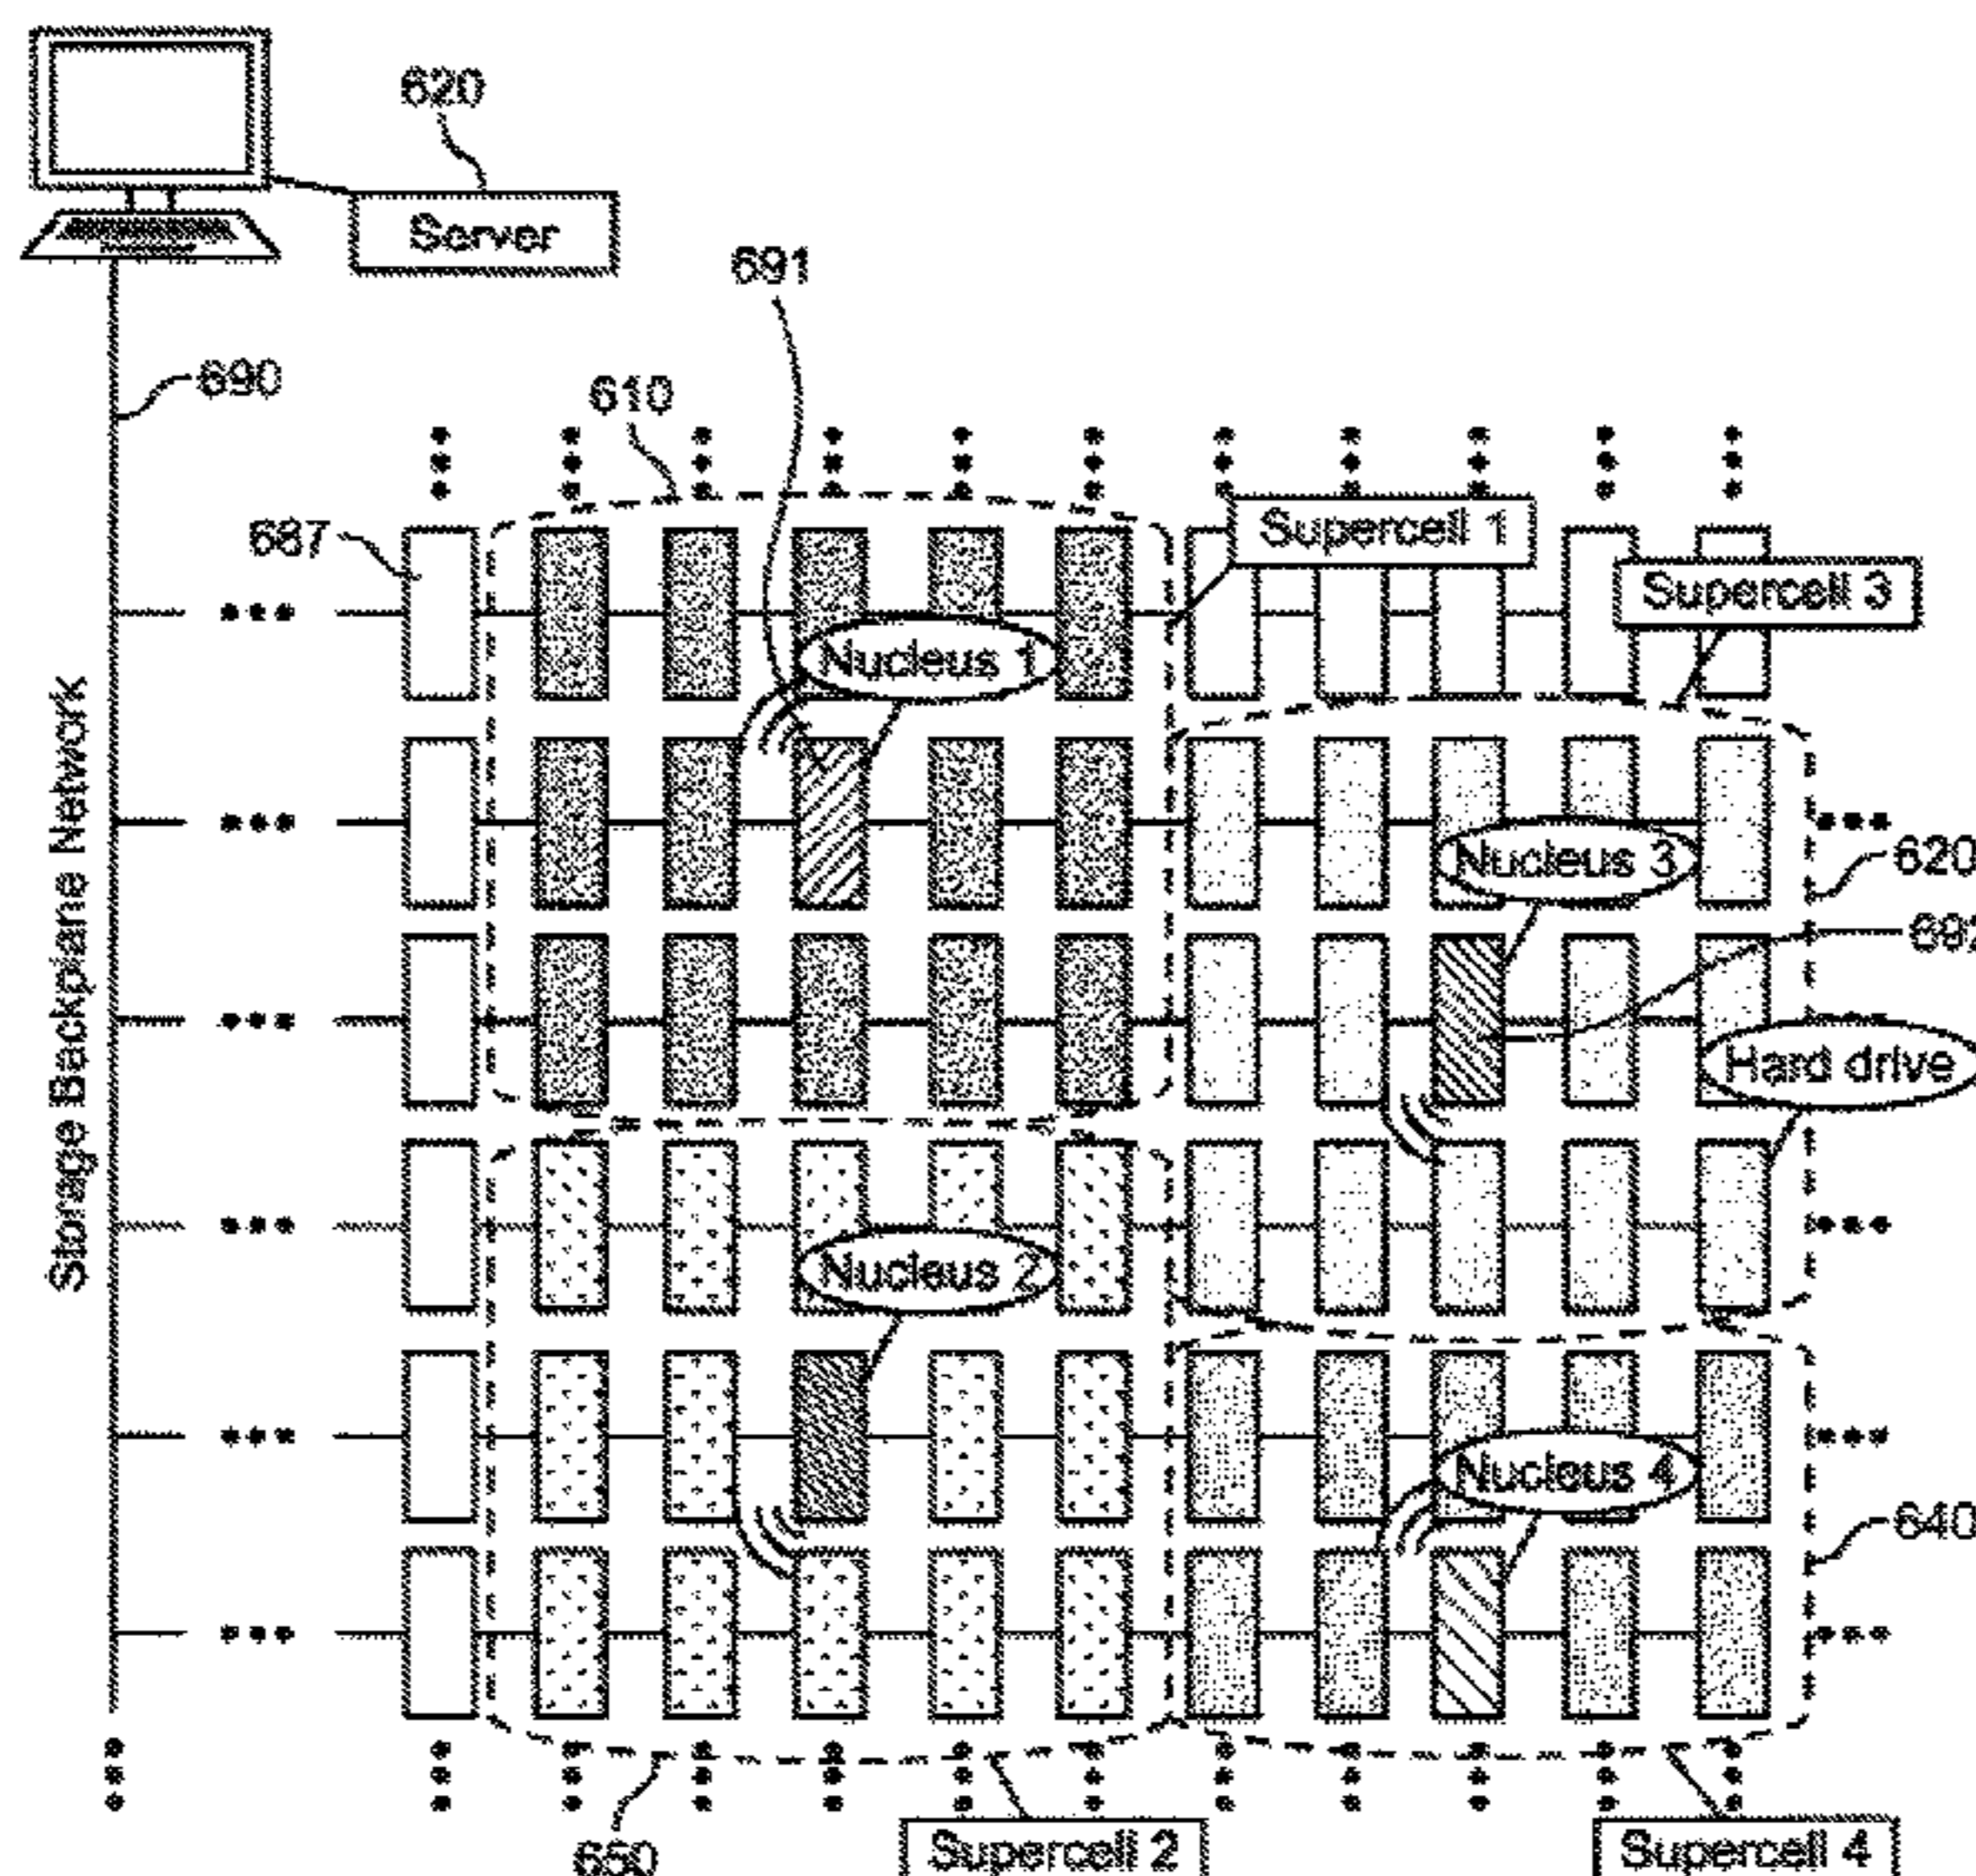 620
Server
691
690
610
687
Supercell 1
Supercell 3
Nucleus 1
Storage Backplane Network
Nucleus 3
620
Hard drive
Nucleus 2
Nucleus 4
640
Supercell 2
Supercell 4